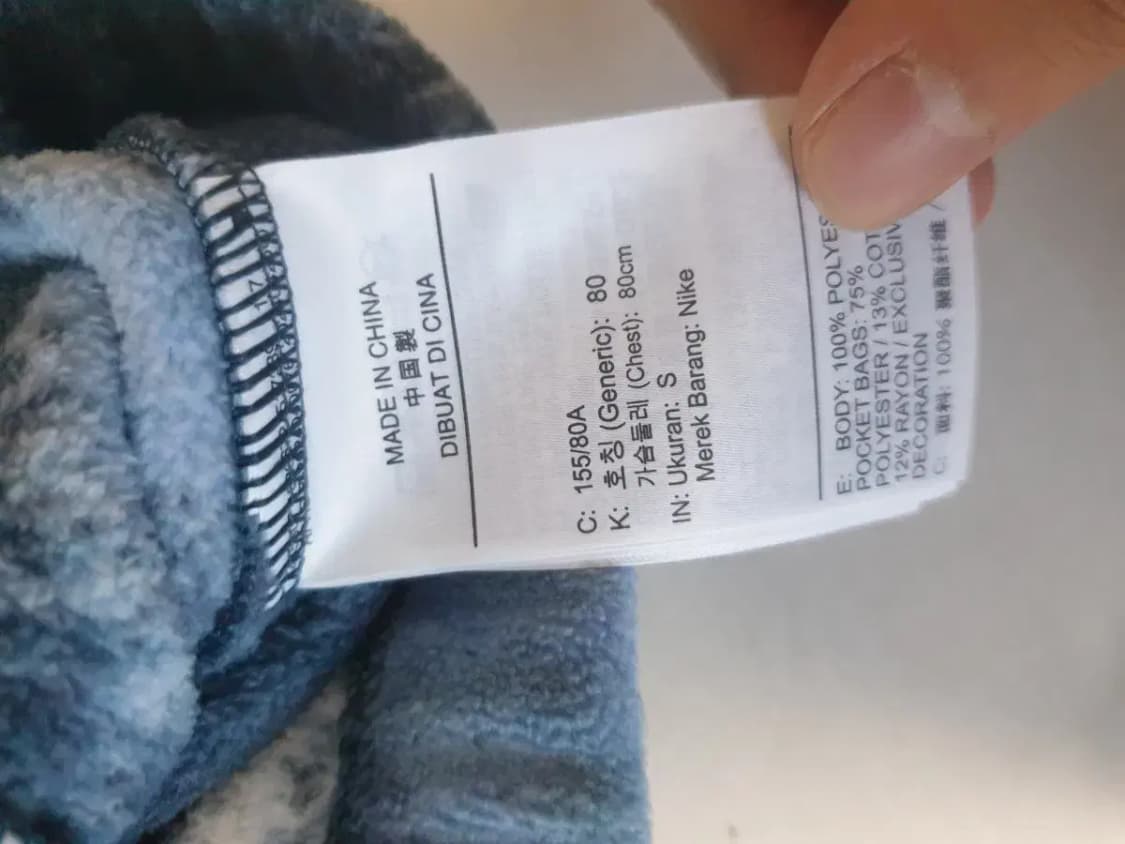 MADE IN CHINA
中国製
DIBUAT DI CINA
C: 155/80A
K: 호칭 (Generic): 80
가슴둘레 (Chest): 80cm
IN: Ukuran: S
Merek Barang: Nike
E: BODY: 100% POLYES
POCKET BAGS: 75%
POLYESTER / 13% COT
12% RAYON / EXCLUSIV
DECORATION
C: 面料: 100% 聚酯纤维 /